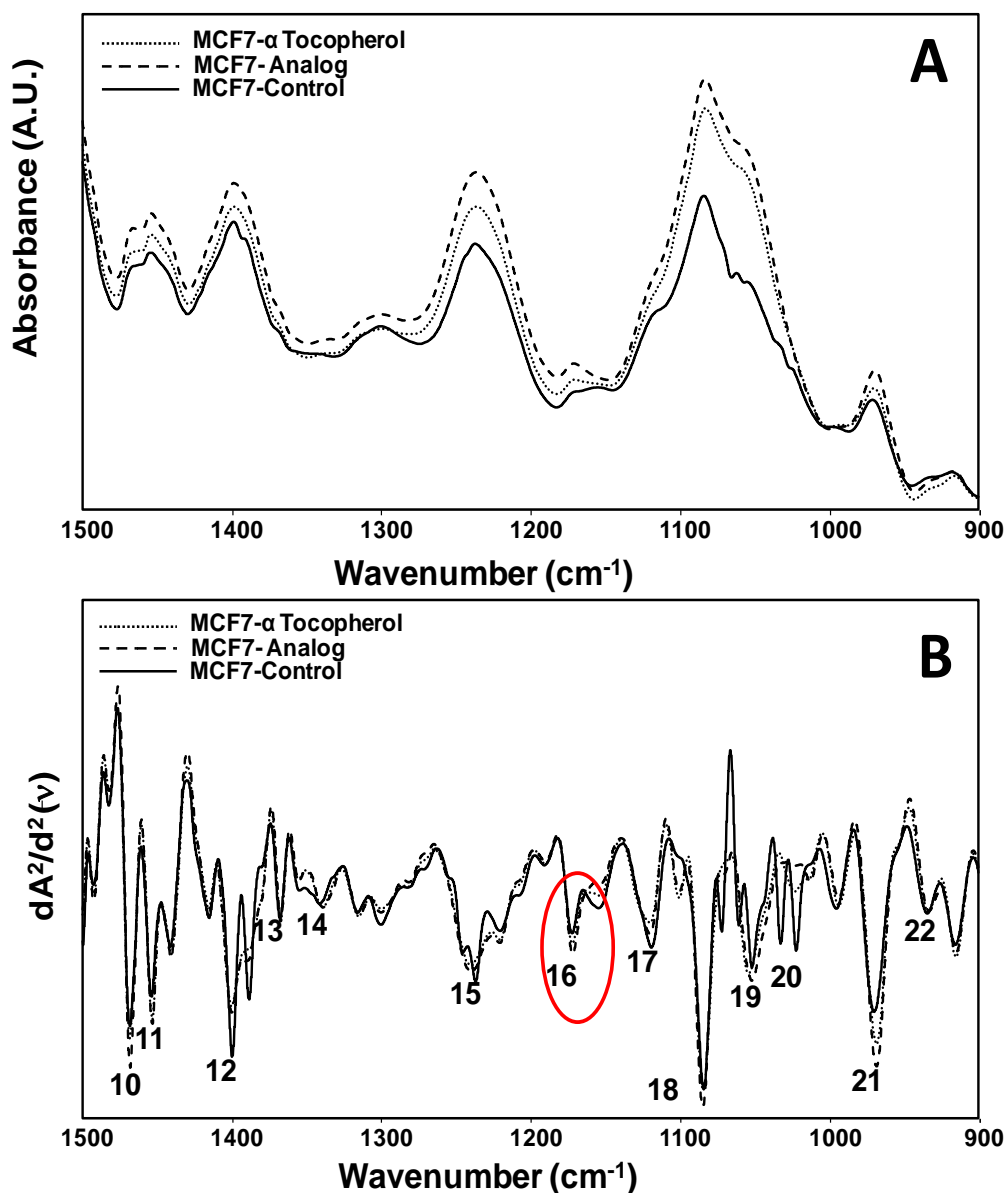 MCF7-α Tocopherol
MCF7- Analog
MCF7-Control
A
Absorbance (A.U.)
1500 1400 1300 1200 1100 1000 900
Wavenumber (cm⁻¹)
MCF7-α Tocopherol
MCF7- Analog
MCF7-Control
B
dA²/d²(ν)
10 11 12 13 14 15 16 17 18 19 20 21 22
1500 1400 1300 1200 1100 1000 900
Wavenumber (cm⁻¹)